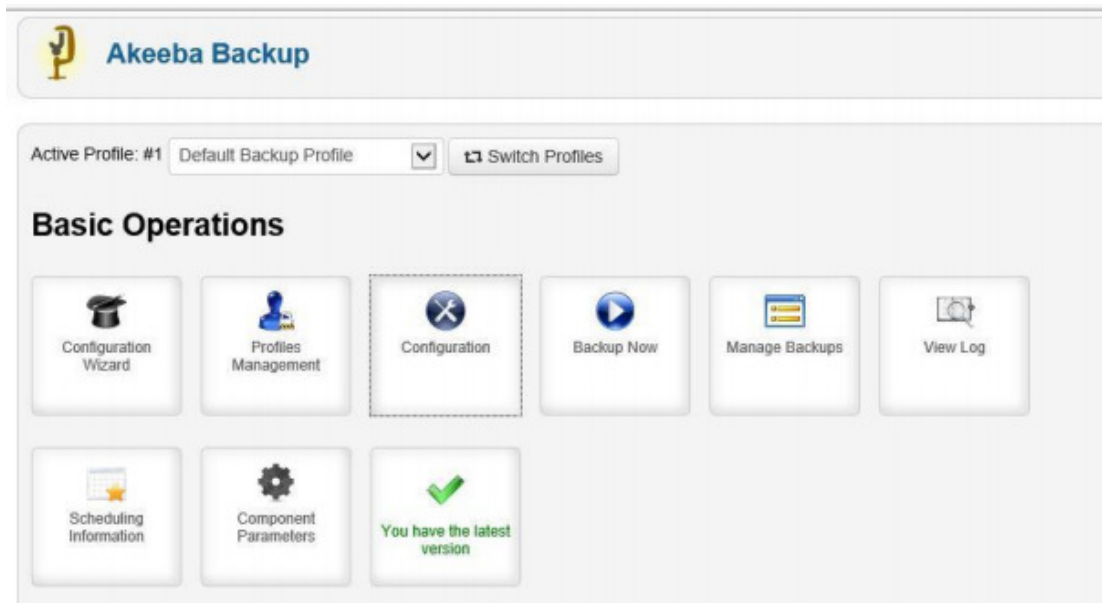 Akeeba Backup
Active Profile: #1 Default Backup Profile Switch Profiles
Basic Operations
Configuration
Wizard
Profiles
Management
Configuration
Backup Now
Manage Backups
View Log
Scheduling
Information
Component
Parameters
You have the latest
version